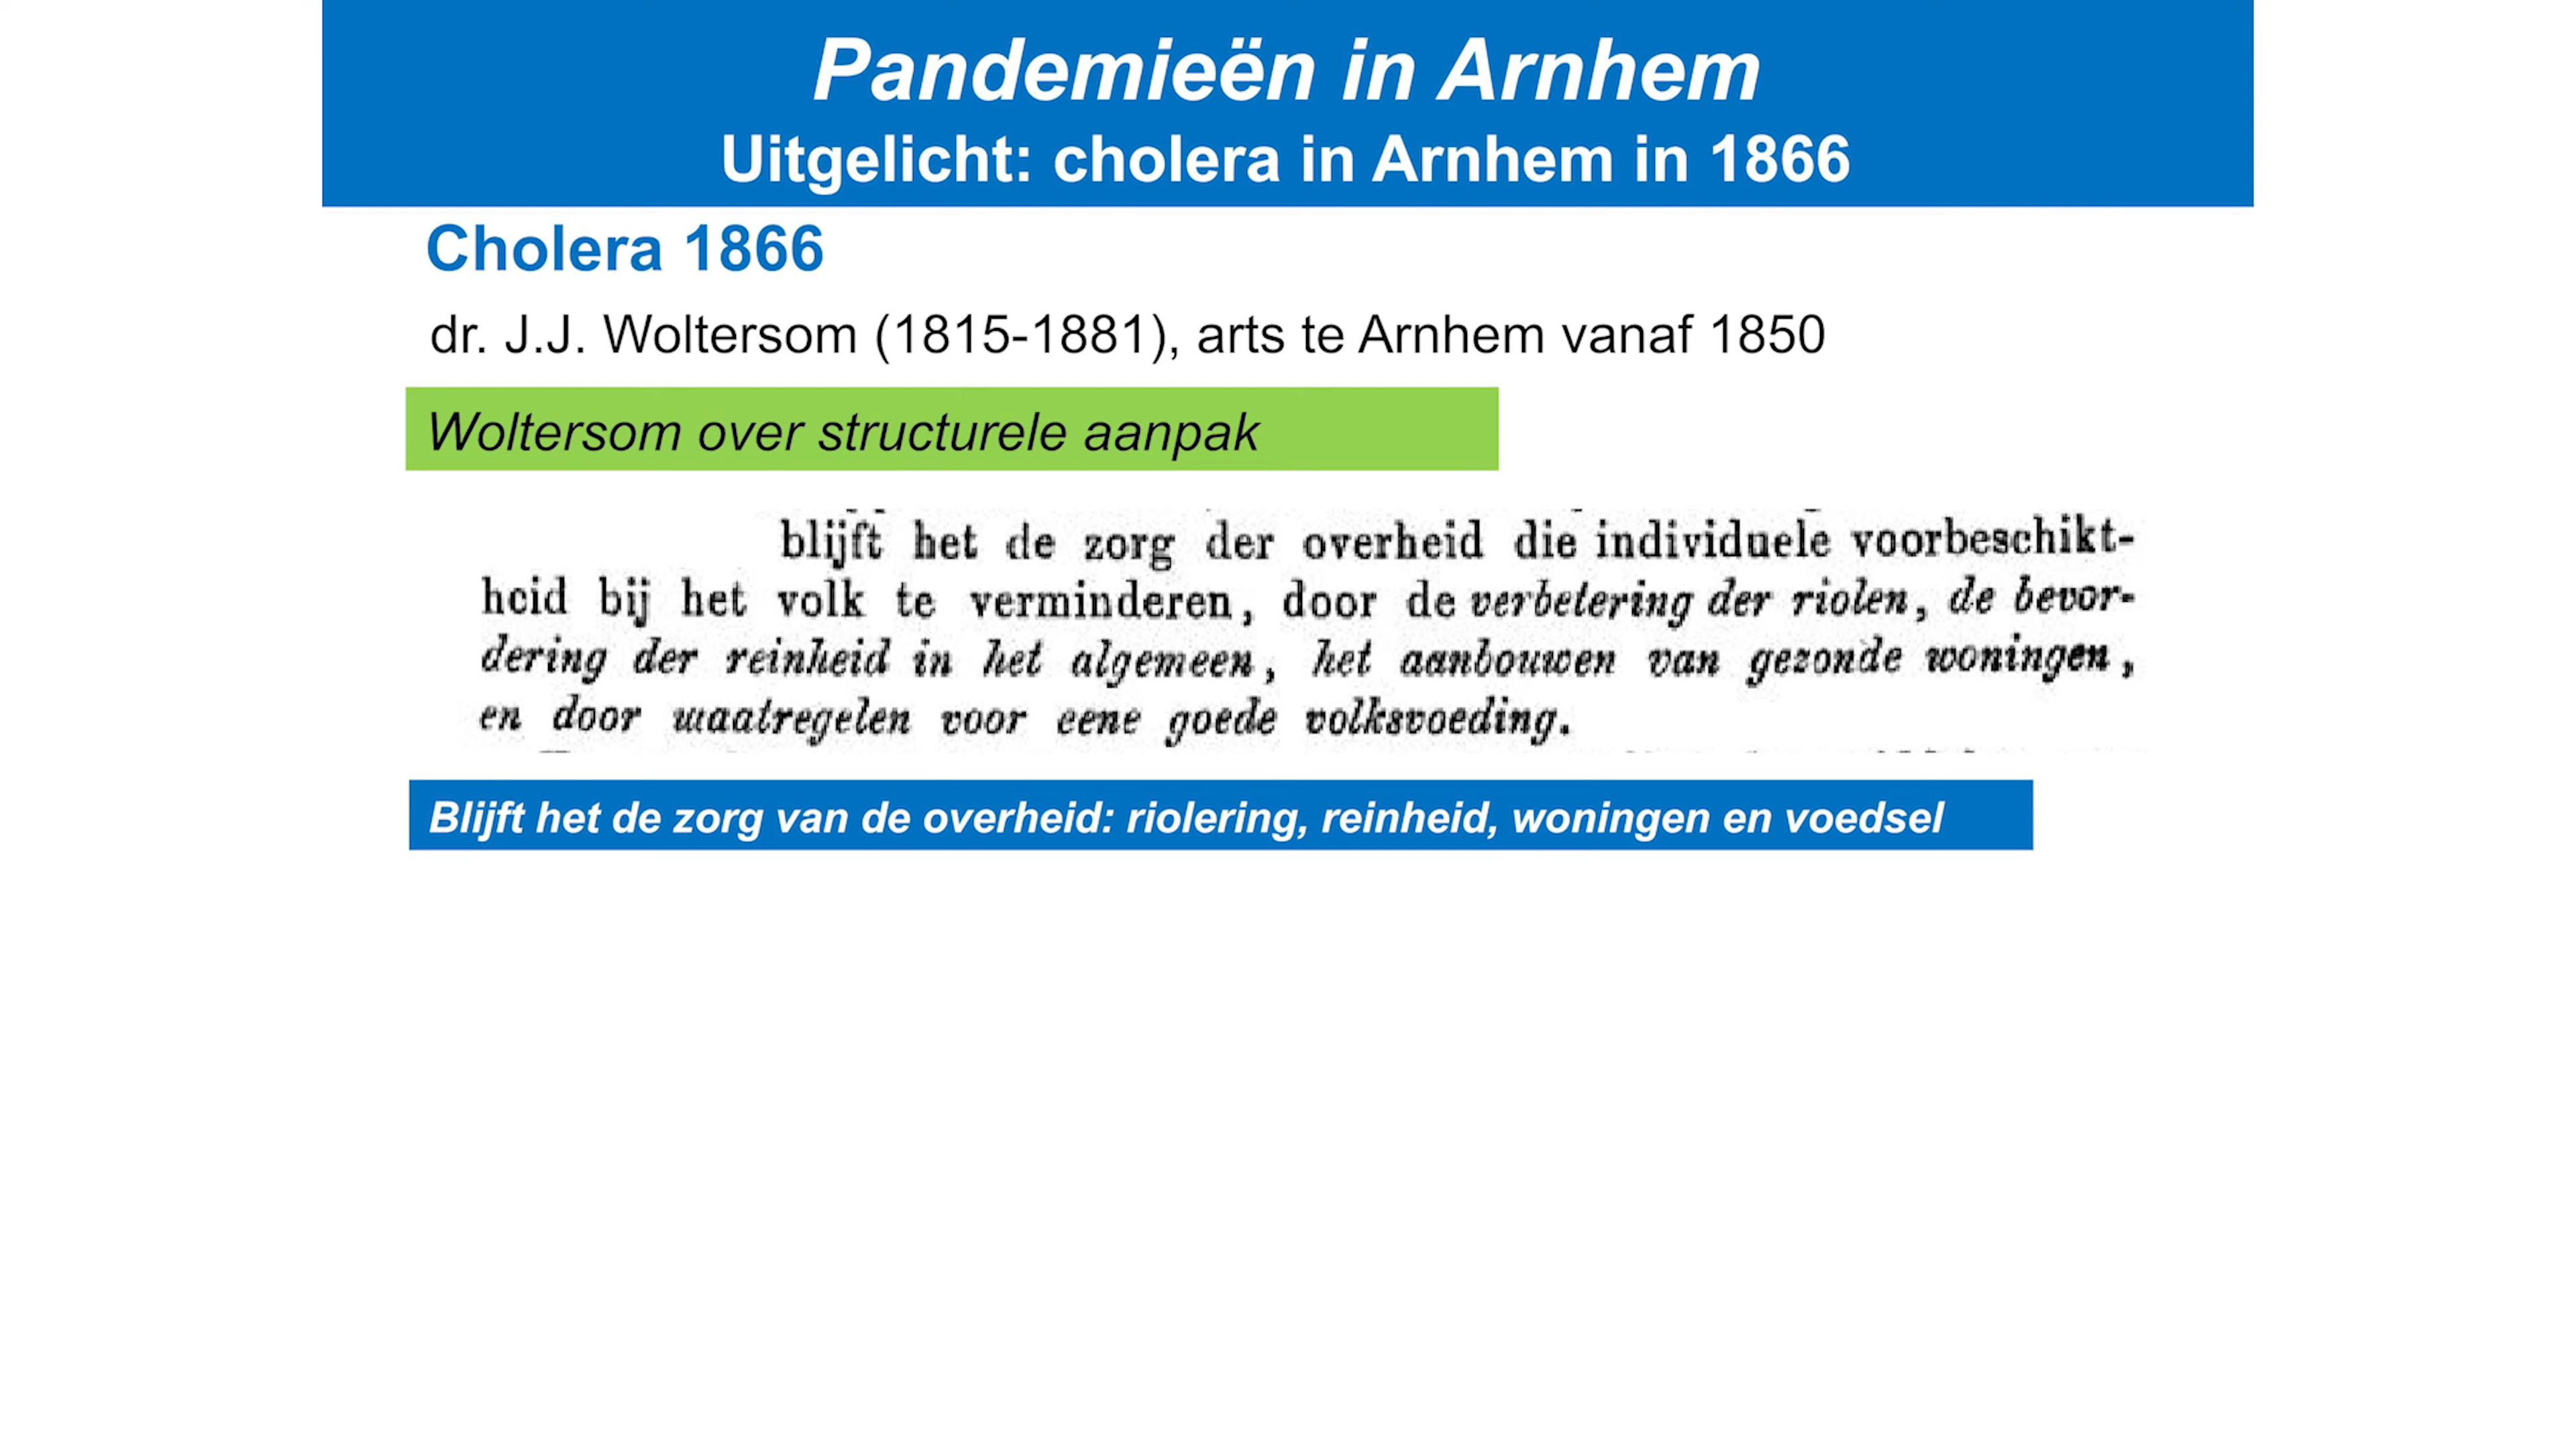 Pandemieën in Arnhem
Uitgelicht: cholera in Arnhem in 1866
Cholera 1866
dr. J.J. Woltersom (1815-1881), arts te Arnhem vanaf 1850
Woltersom over structurele aanpak
blijft het de zorg der overheid die individuele voorbeschikt-
heid bij het volk te verminderen, door de verbetering der riolen, de bevor-
dering der reinheid in het algemeen, het aanbouwen van gezonde woningen,
en door maatregelen voor eene goede volksvoeding.
Blijft het de zorg van de overheid: riolering, reinheid, woningen en voedsel